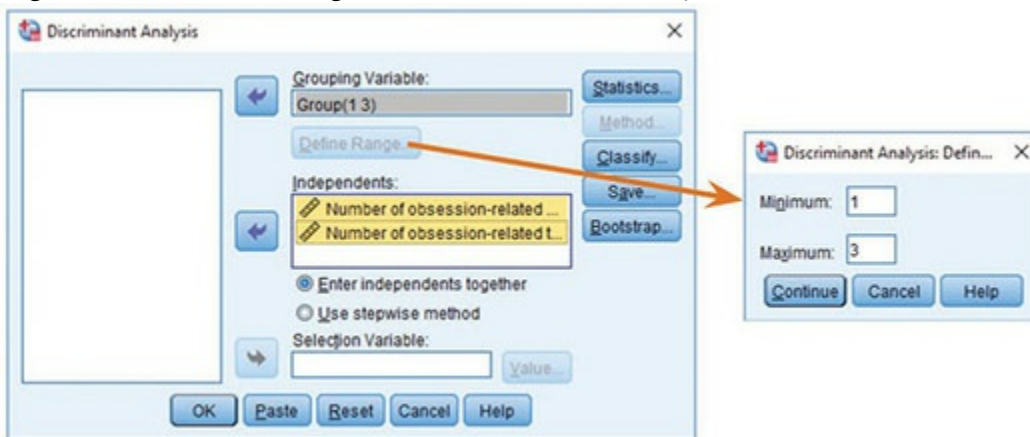 Discriminant Analysis
Grouping Variable:
Group(1 3)
Define Range...
Independents:
Number of obsession-related ...
Number of obsession-related t...
Enter independents together
Use stepwise method
Selection Variable:
Value...
OK Paste Reset Cancel Help
Statistics...
Method...
Classify...
Save...
Bootstrap...
Discriminant Analysis: Defin...
Minimum: 1
Maximum: 3
Continue Cancel Help